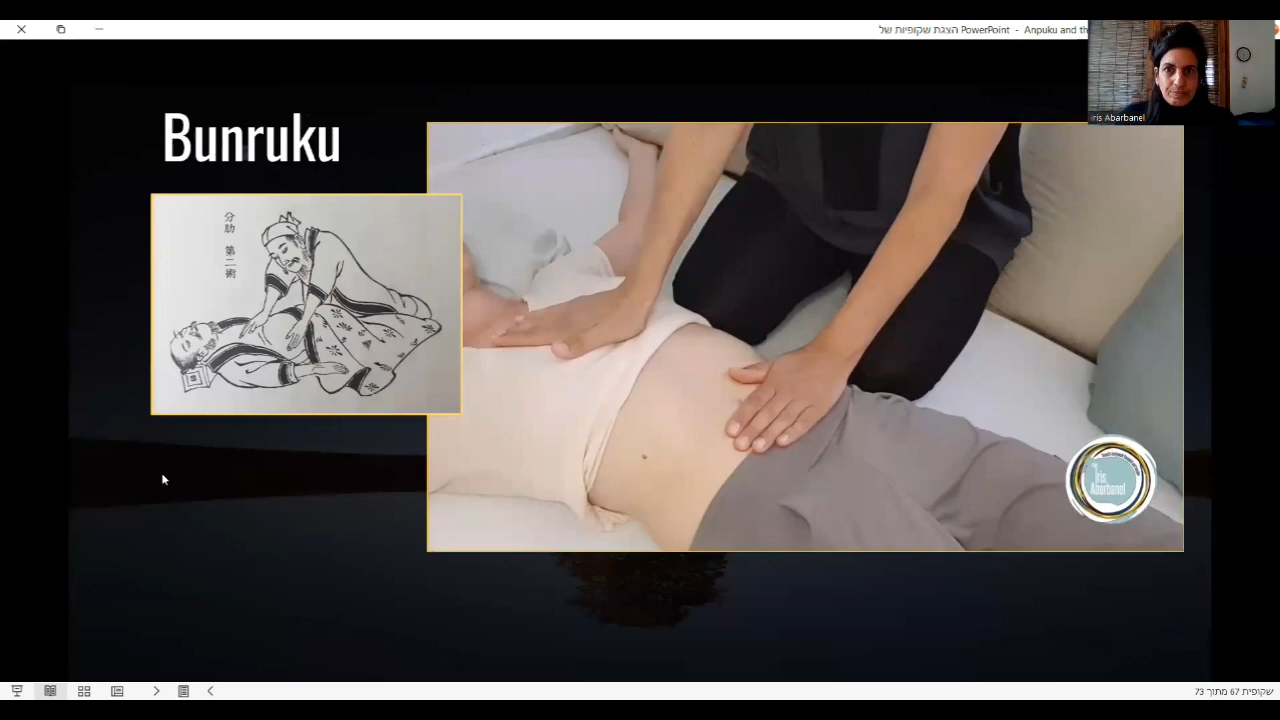 הצגת שקופיות של PowerPoint - Anpuku and th
Iris Abarbanel
Bunruku
分肋 第二術
Iris
Abarbanel
שקופית 67 מתוך 73